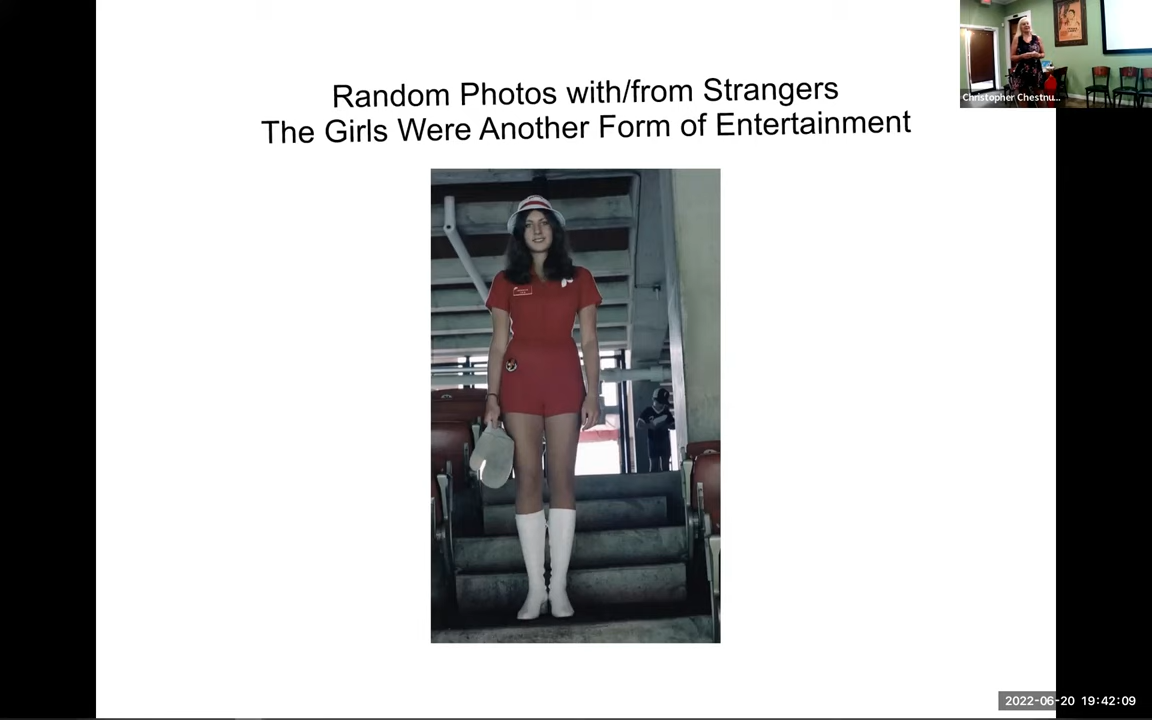 Random Photos with/from Strangers
The Girls Were Another Form of Entertainment
Christopher Chestnu...
2022-06-20 19:42:09